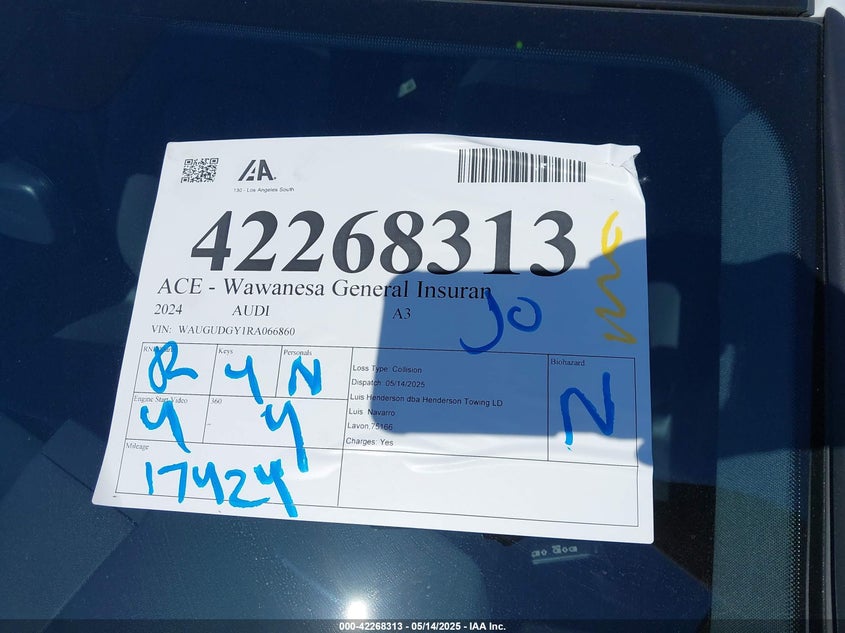 IAA
130 - Los Angeles South
42268313
ACE - Wawanesa General Insuran
2024 AUDI A3
JO
VIN: WAUGUDGY1RA066860
Keys Personals Biohazard
R Y N N
Loss Type: Collision
Dispatch: 05/14/2025
Luis Henderson dba Henderson Towing LD
Luis Navarro
Lavon,75166
Charges: Yes
Engine Start Video 360
Y Y
Mileage
17424
000-42268313 - 05/14/2025 - IAA Inc.